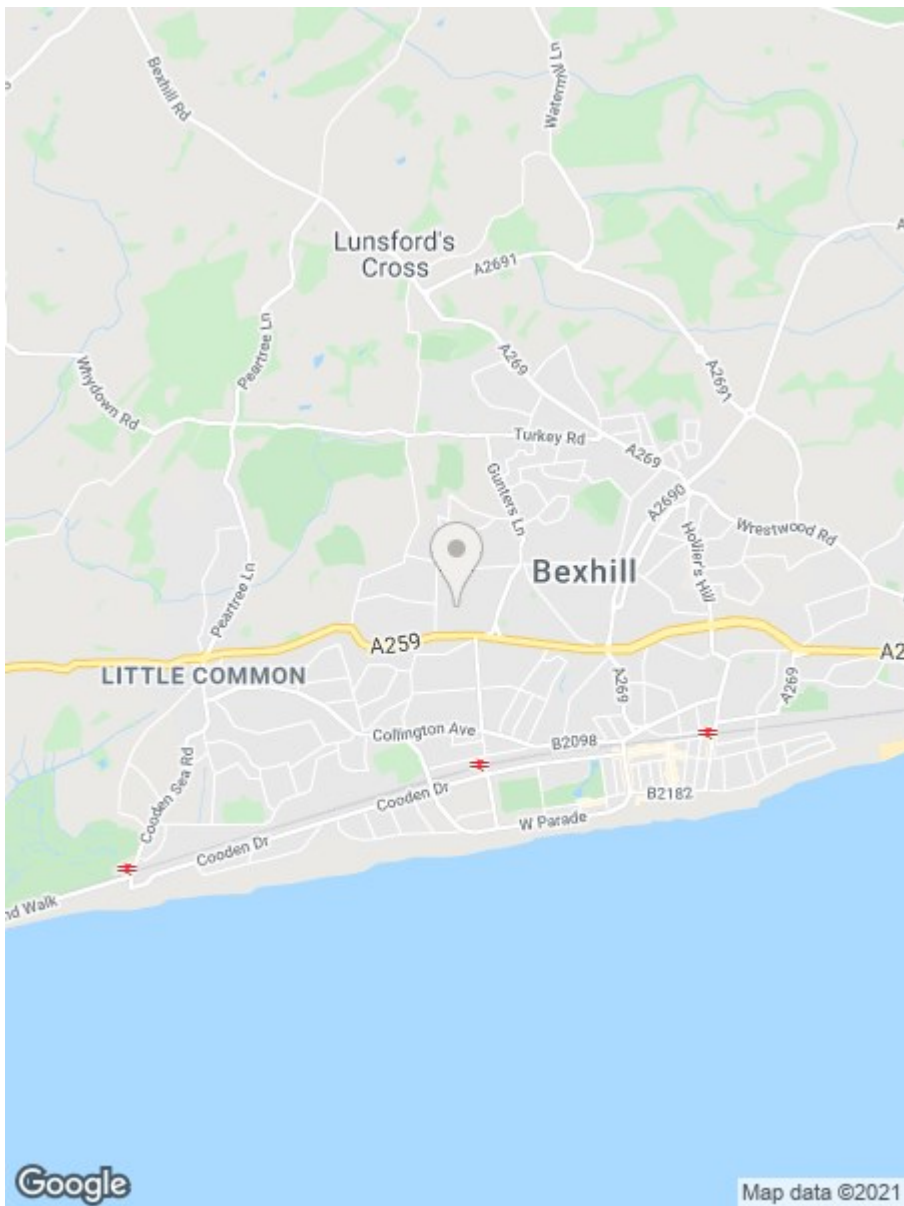 Bexhill Rd
Watermill Ln
Lunsford's
Cross
A2691
A
Peartree Ln
Whydown Rd
A269
A2691
Turkey Rd
A269
Gunters Ln
A2690
Wrestwood Rd
Hollier's Hill
Bexhill
Peartree Ln
A259
A2
LITTLE COMMON
A269
A269
Collington Ave
B2098
Cooden Sea Rd
Cooden Dr
B2182
W Parade
Cooden Dr
nd Walk
Google
Map data ©2021